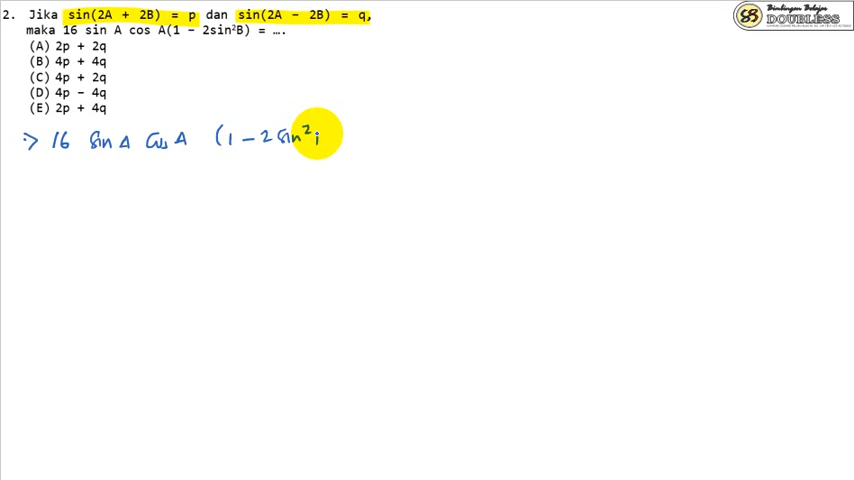 2. Jika sin(2A + 2B) = p dan sin(2A − 2B) = q,
maka 16 sin A cos A(1 − 2sin²B) = ….
(A) 2p + 2q
(B) 4p + 4q
(C) 4p + 2q
(D) 4p − 4q
(E) 2p + 4q
16 sin A cos A (1 − 2 sin²
Bimbingan Belajar
DOUBLESS